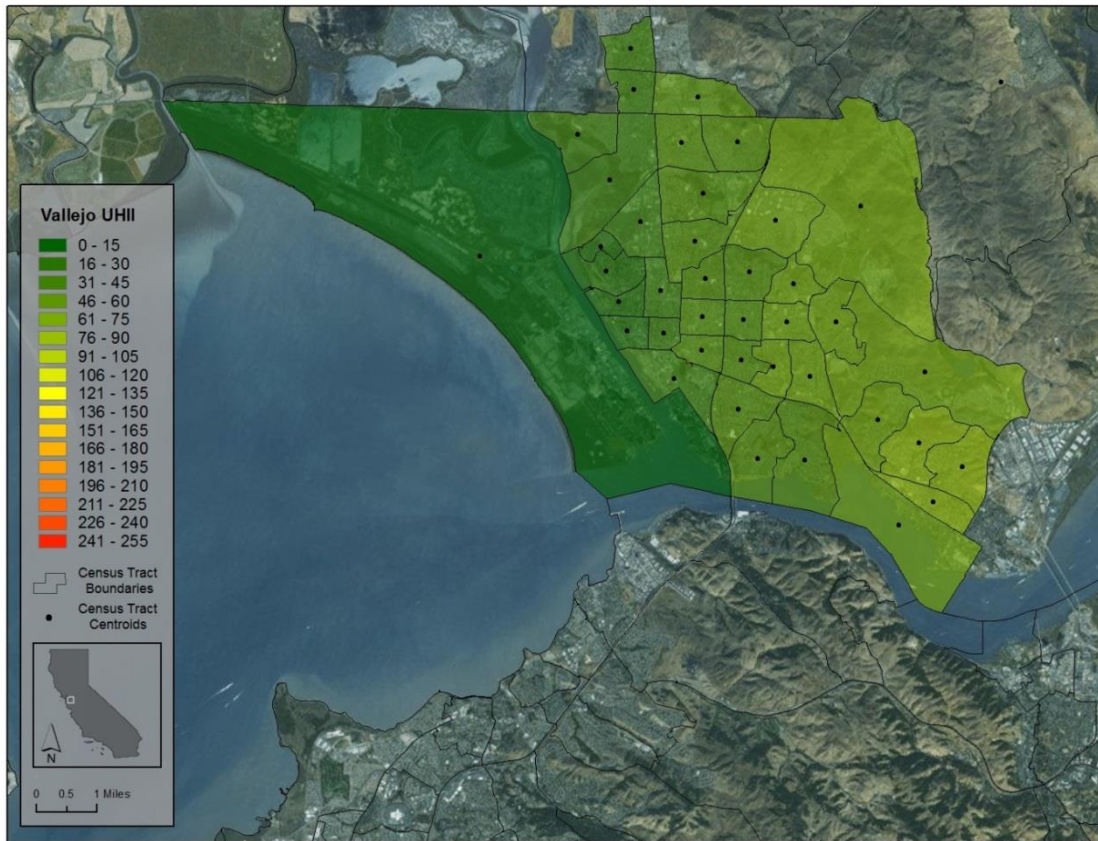 Vallejo UHII
0 - 15
16 - 30
31 - 45
46 - 60
61 - 75
76 - 90
91 - 105
106 - 120
121 - 135
136 - 150
151 - 165
166 - 180
181 - 195
196 - 210
211 - 225
226 - 240
241 - 255
Census Tract
Boundaries
Census Tract
Centroids
N
0 0.5 1 Miles